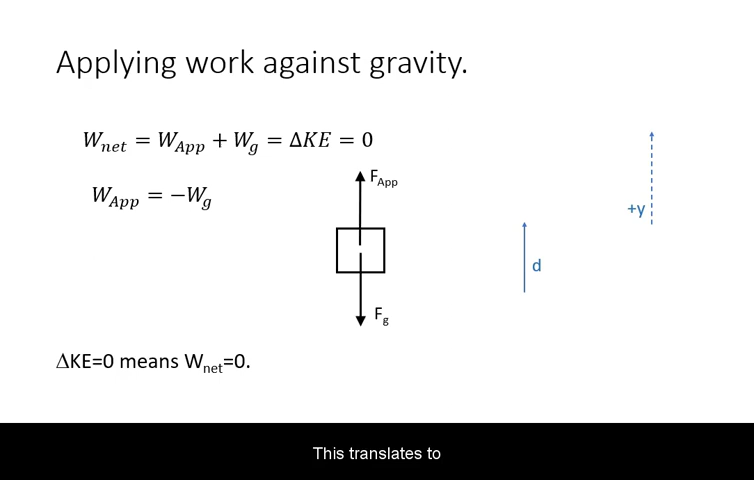 Applying work against gravity.
W_net = W_App + W_g = ΔKE = 0
W_App = −W_g
F_App
+y
d
F_g
ΔKE=0 means W_net=0.
This translates to